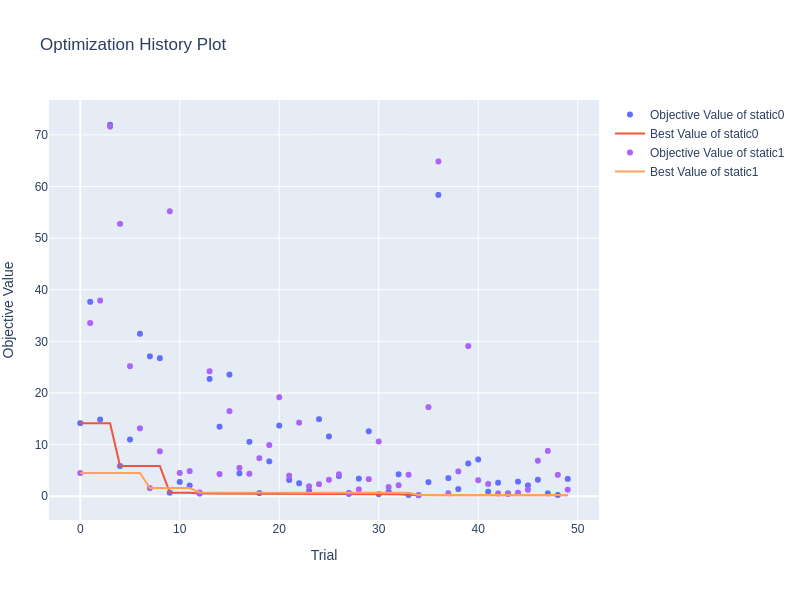 Optimization History Plot
Objective Value of static0
Best Value of static0
Objective Value of static1
Best Value of static1
70
60
50
40
30
20
10
0
Objective Value
0 10 20 30 40 50
Trial